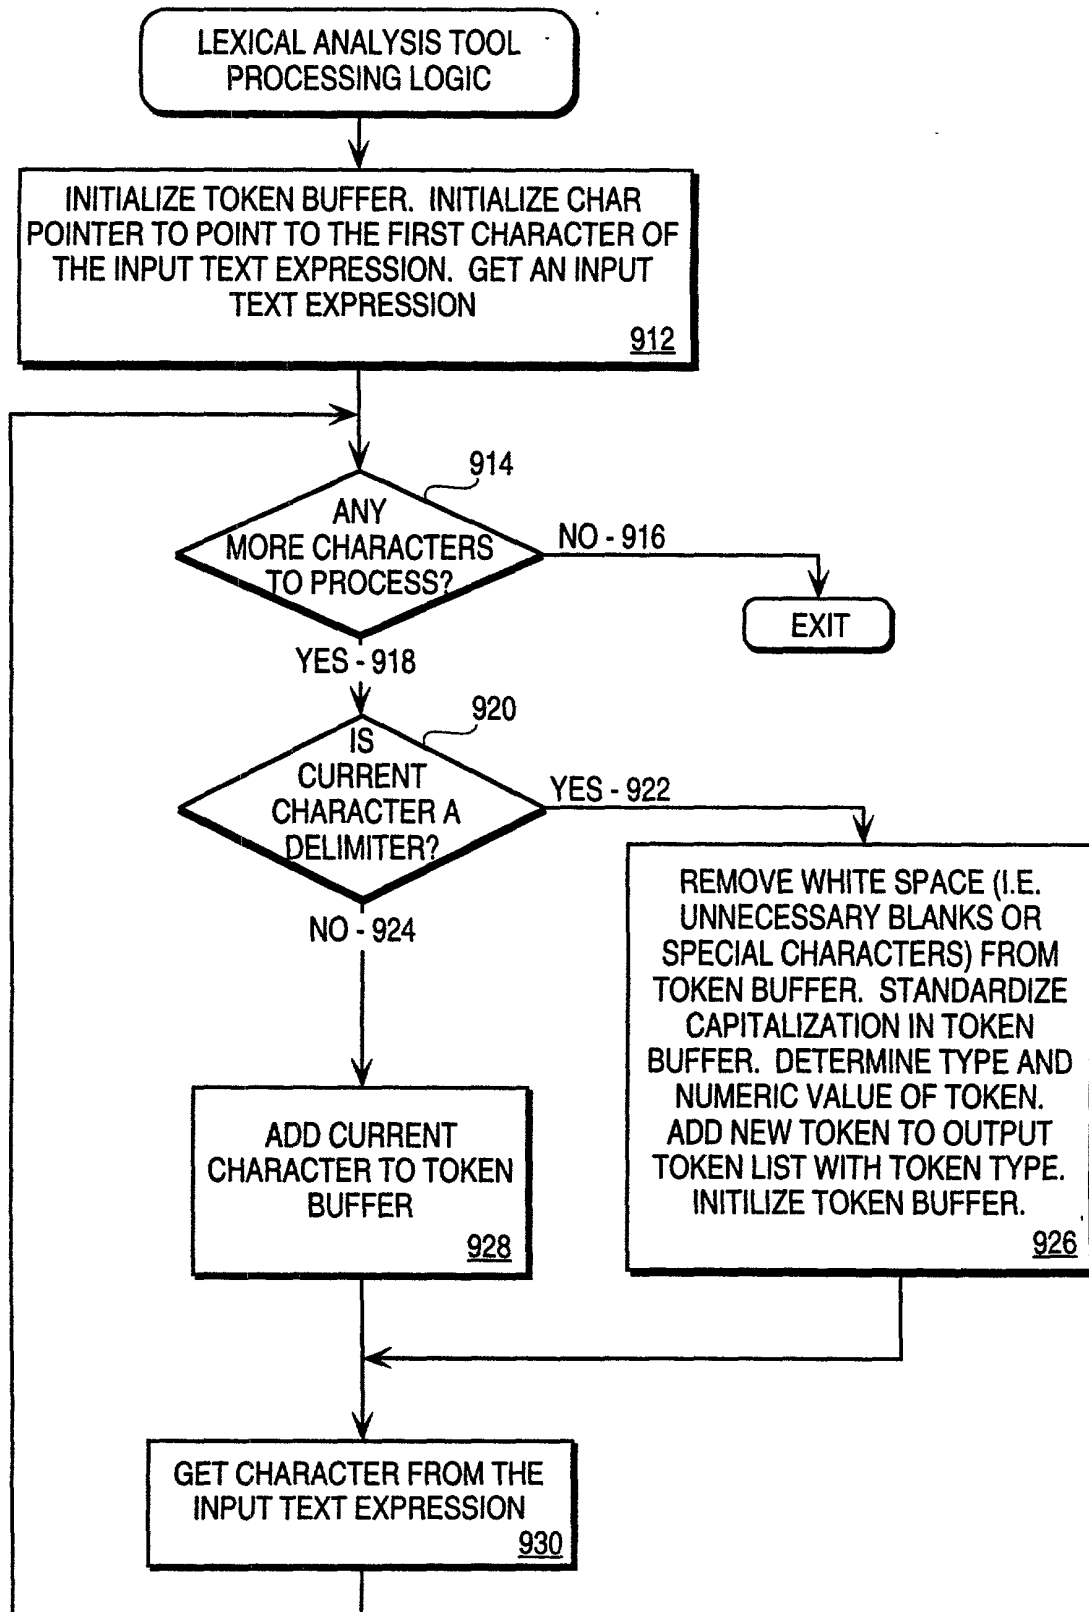 LEXICAL ANALYSIS TOOL
PROCESSING LOGIC
INITIALIZE TOKEN BUFFER. INITIALIZE CHAR
POINTER TO POINT TO THE FIRST CHARACTER OF
THE INPUT TEXT EXPRESSION. GET AN INPUT
TEXT EXPRESSION
912
914
ANY
MORE CHARACTERS
TO PROCESS?
NO - 916
EXIT
YES - 918
920
IS
CURRENT
CHARACTER A
DELIMITER?
YES - 922
NO - 924
REMOVE WHITE SPACE (I.E.
UNNECESSARY BLANKS OR
SPECIAL CHARACTERS) FROM
TOKEN BUFFER. STANDARDIZE
CAPITALIZATION IN TOKEN
BUFFER. DETERMINE TYPE AND
NUMERIC VALUE OF TOKEN.
ADD NEW TOKEN TO OUTPUT
TOKEN LIST WITH TOKEN TYPE.
INITILIZE TOKEN BUFFER.
926
ADD CURRENT
CHARACTER TO TOKEN
BUFFER
928
GET CHARACTER FROM THE
INPUT TEXT EXPRESSION
930